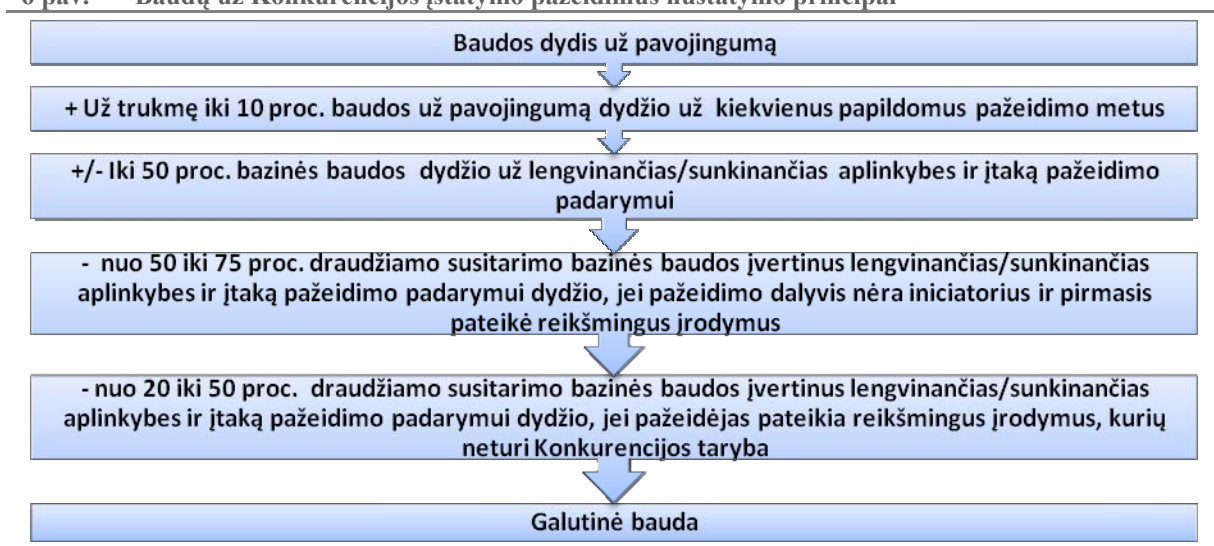 6 pav. Baudų už Konkurencijos įstatymo pažeidimus nustatymo principai
Baudos dydis už pavojingumą
+ Už trukmę iki 10 proc. baudos už pavojingumą dydžio už kiekvienus papildomus pažeidimo metus
+/- Iki 50 proc. bazinės baudos dydžio už lengvinančias/sunkinančias aplinkybes ir įtaką pažeidimo
padarymui
- nuo 50 iki 75 proc. draudžiamo susitarimo bazinės baudos įvertinus lengvinančias/sunkinančias
aplinkybes ir įtaką pažeidimo padarymui dydžio, jei pažeidimo dalyvis nėra iniciatorius ir pirmasis
pateikė reikšmingus įrodymus
- nuo 20 iki 50 proc. draudžiamo susitarimo bazinės baudos įvertinus lengvinančias/sunkinančias
aplinkybes ir įtaką pažeidimo padarymui dydžio, jei pažeidėjas pateikia reikšmingus įrodymus, kurių
neturi Konkurencijos taryba
Galutinė bauda